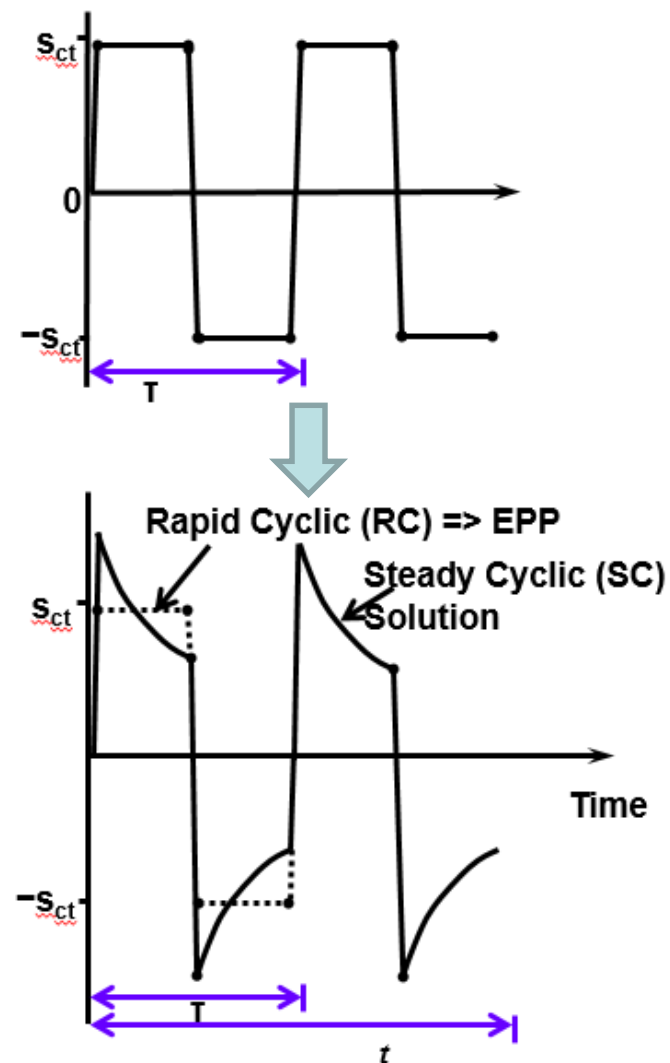 Sct
0
−Sct
T
Rapid Cyclic (RC) => EPP
Steady Cyclic (SC)
Solution
Sct
Time
−Sct
T
t